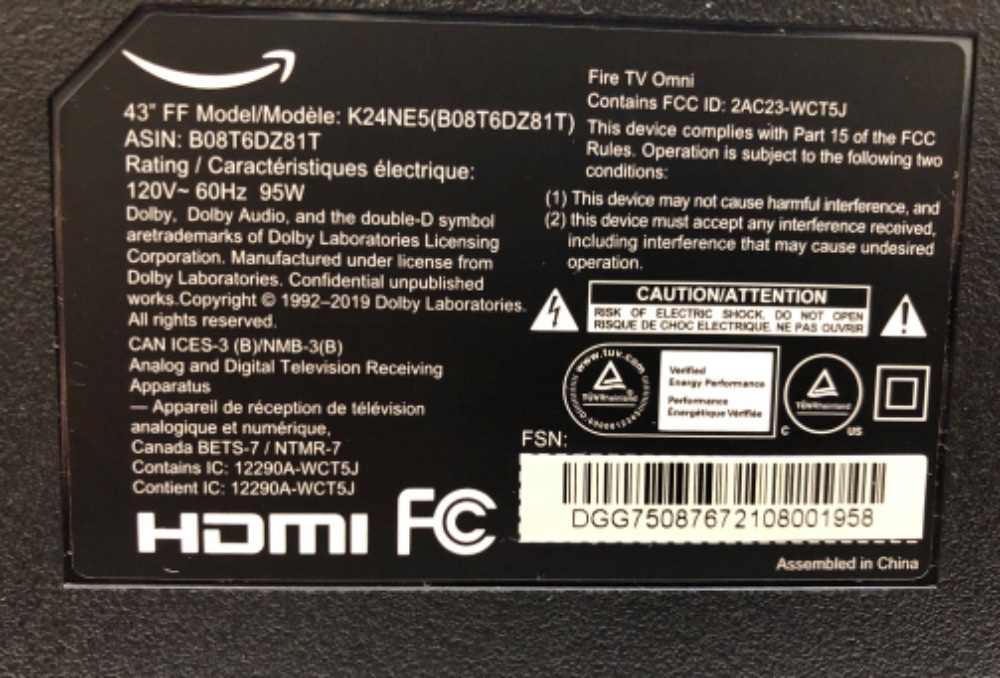 43" FF Model/Modèle: K24NE5(B08T6DZ81T)
ASIN: B08T6DZ81T
Rating / Caractéristiques électrique:
120V~ 60Hz 95W
Dolby, Dolby Audio, and the double-D symbol
aretrademarks of Dolby Laboratories Licensing
Corporation. Manufactured under license from
Dolby Laboratories. Confidential unpublished
works.Copyright © 1992–2019 Dolby Laboratories.
All rights reserved.
CAN ICES-3 (B)/NMB-3(B)
Analog and Digital Television Receiving
Apparatus
— Appareil de réception de télévision
analogique et numérique,
Canada BETS-7 / NTMR-7
Contains IC: 12290A-WCT5J
Contient IC: 12290A-WCT5J
HDMI FC
Fire TV Omni
Contains FCC ID: 2AC23-WCT5J
This device complies with Part 15 of the FCC
Rules. Operation is subject to the following two
conditions:
(1) This device may not cause harmful interference, and
(2) this device must accept any interference received,
including interference that may cause undesired
operation.
CAUTION/ATTENTION
RISK OF ELECTRIC SHOCK. DO NOT OPEN
RISQUE DE CHOC ELECTRIQUE. NE PAS OUVRIR
www.tuv.com
TÜVRheinland
Verified
Energy Performance
Performance
Énergétique Vérifiée
TÜVRheinland
C US
FSN:
DGG75087672108001958
Assembled in China